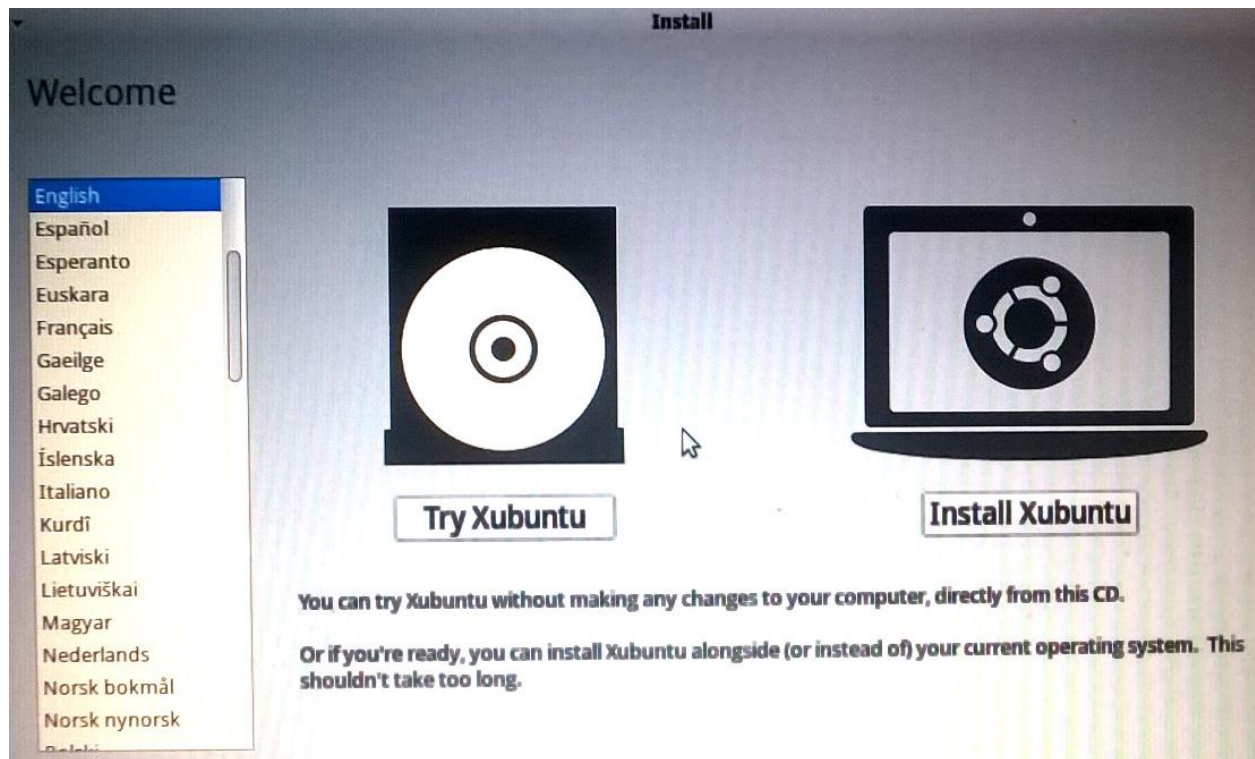 Install
Welcome
English
Español
Esperanto
Euskara
Français
Gaeilge
Galego
Hrvatski
Íslenska
Italiano
Kurdî
Latviski
Lietuviškai
Magyar
Nederlands
Norsk bokmål
Norsk nynorsk
Try Xubuntu
Install Xubuntu
You can try Xubuntu without making any changes to your computer, directly from this CD.
Or if you're ready, you can install Xubuntu alongside (or instead of) your current operating system. This
shouldn't take too long.